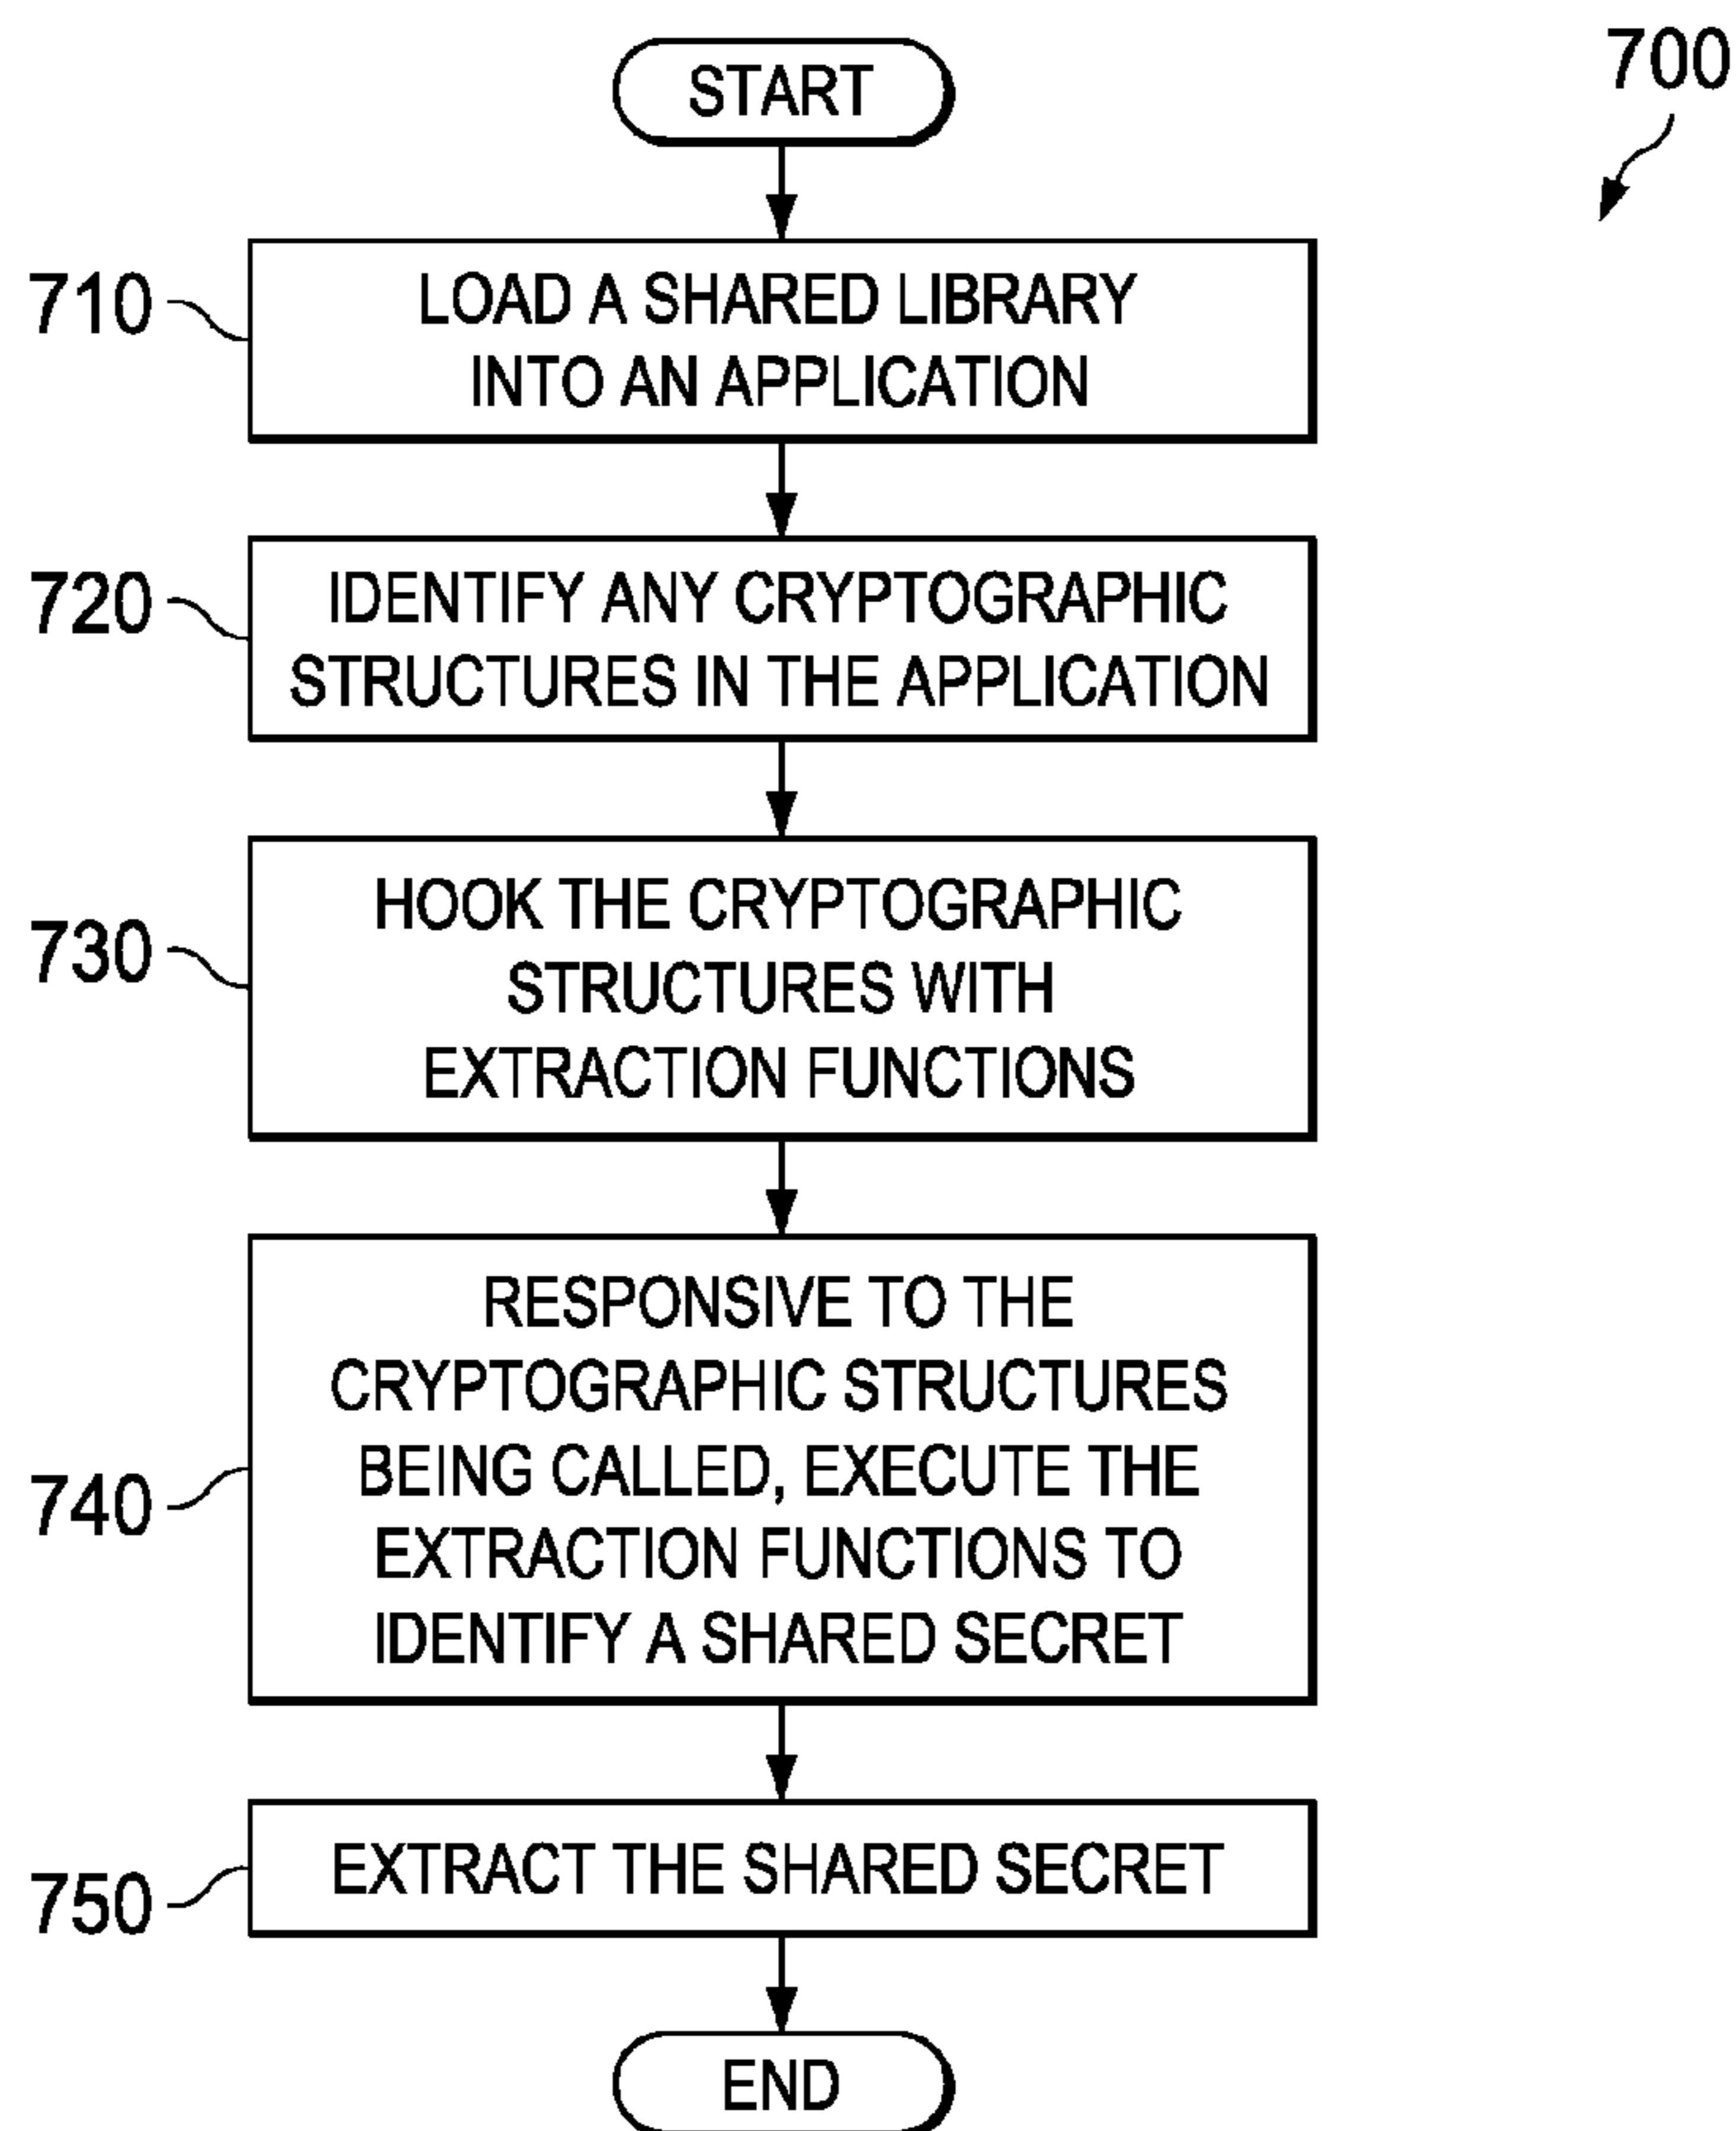 700
START
710
LOAD A SHARED LIBRARY
INTO AN APPLICATION
720
IDENTIFY ANY CRYPTOGRAPHIC
STRUCTURES IN THE APPLICATION
730
HOOK THE CRYPTOGRAPHIC
STRUCTURES WITH
EXTRACTION FUNCTIONS
740
RESPONSIVE TO THE
CRYPTOGRAPHIC STRUCTURES
BEING CALLED, EXECUTE THE
EXTRACTION FUNCTIONS TO
IDENTIFY A SHARED SECRET
750
EXTRACT THE SHARED SECRET
END